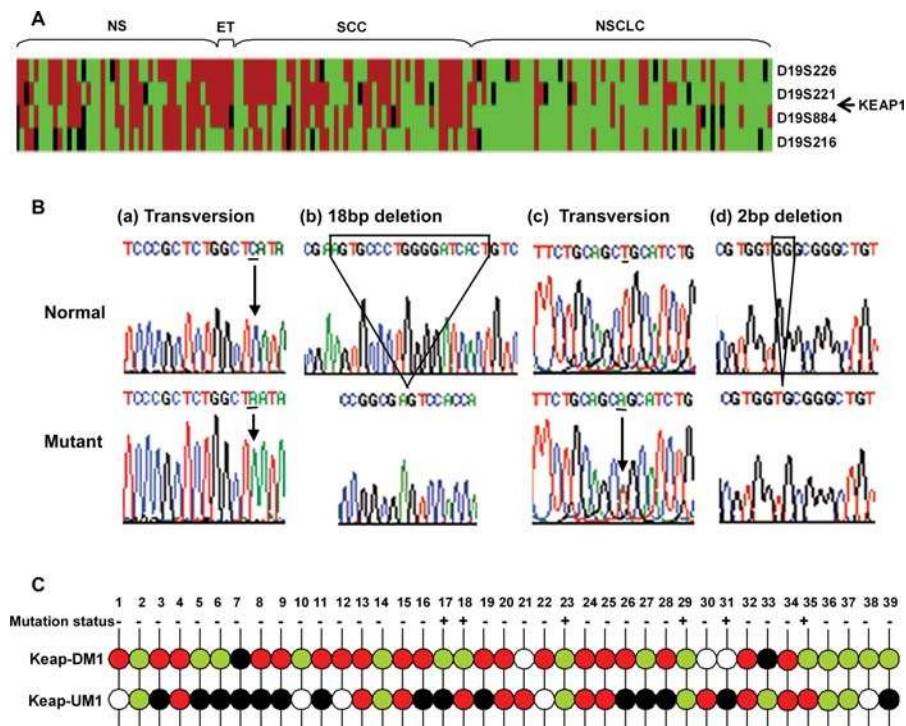 A
NS ET SCC NSCLC
D19S226
D19S221
KEAP1
D19S884
D19S216
B
(a) Transversion (b) 18bp deletion (c) Transversion (d) 2bp deletion
TCCCGCTCTGGCTCATA CGAAGTGCCCTGGGGATCACTGTC TTCTGCAGCTGCATCTG CGTGGTGGGCGGGCTGT
Normal
TCCCGCTCTGGCTAATA CCGGCGAGTCCACCA TTCTGCAGCAGCATCTG CGTGGTGCGGGCTGT
Mutant
C
1 2 3 4 5 6 7 8 9 10 11 12 13 14 15 16 17 18 19 20 21 22 23 24 25 26 27 28 29 30 31 32 33 34 35 36 37 38 39
Mutation status - - - - - - - - - - - - - - - - + + - - - - + - - - - - + - + - - - + - - - -
Keap-DM1
Keap-UM1